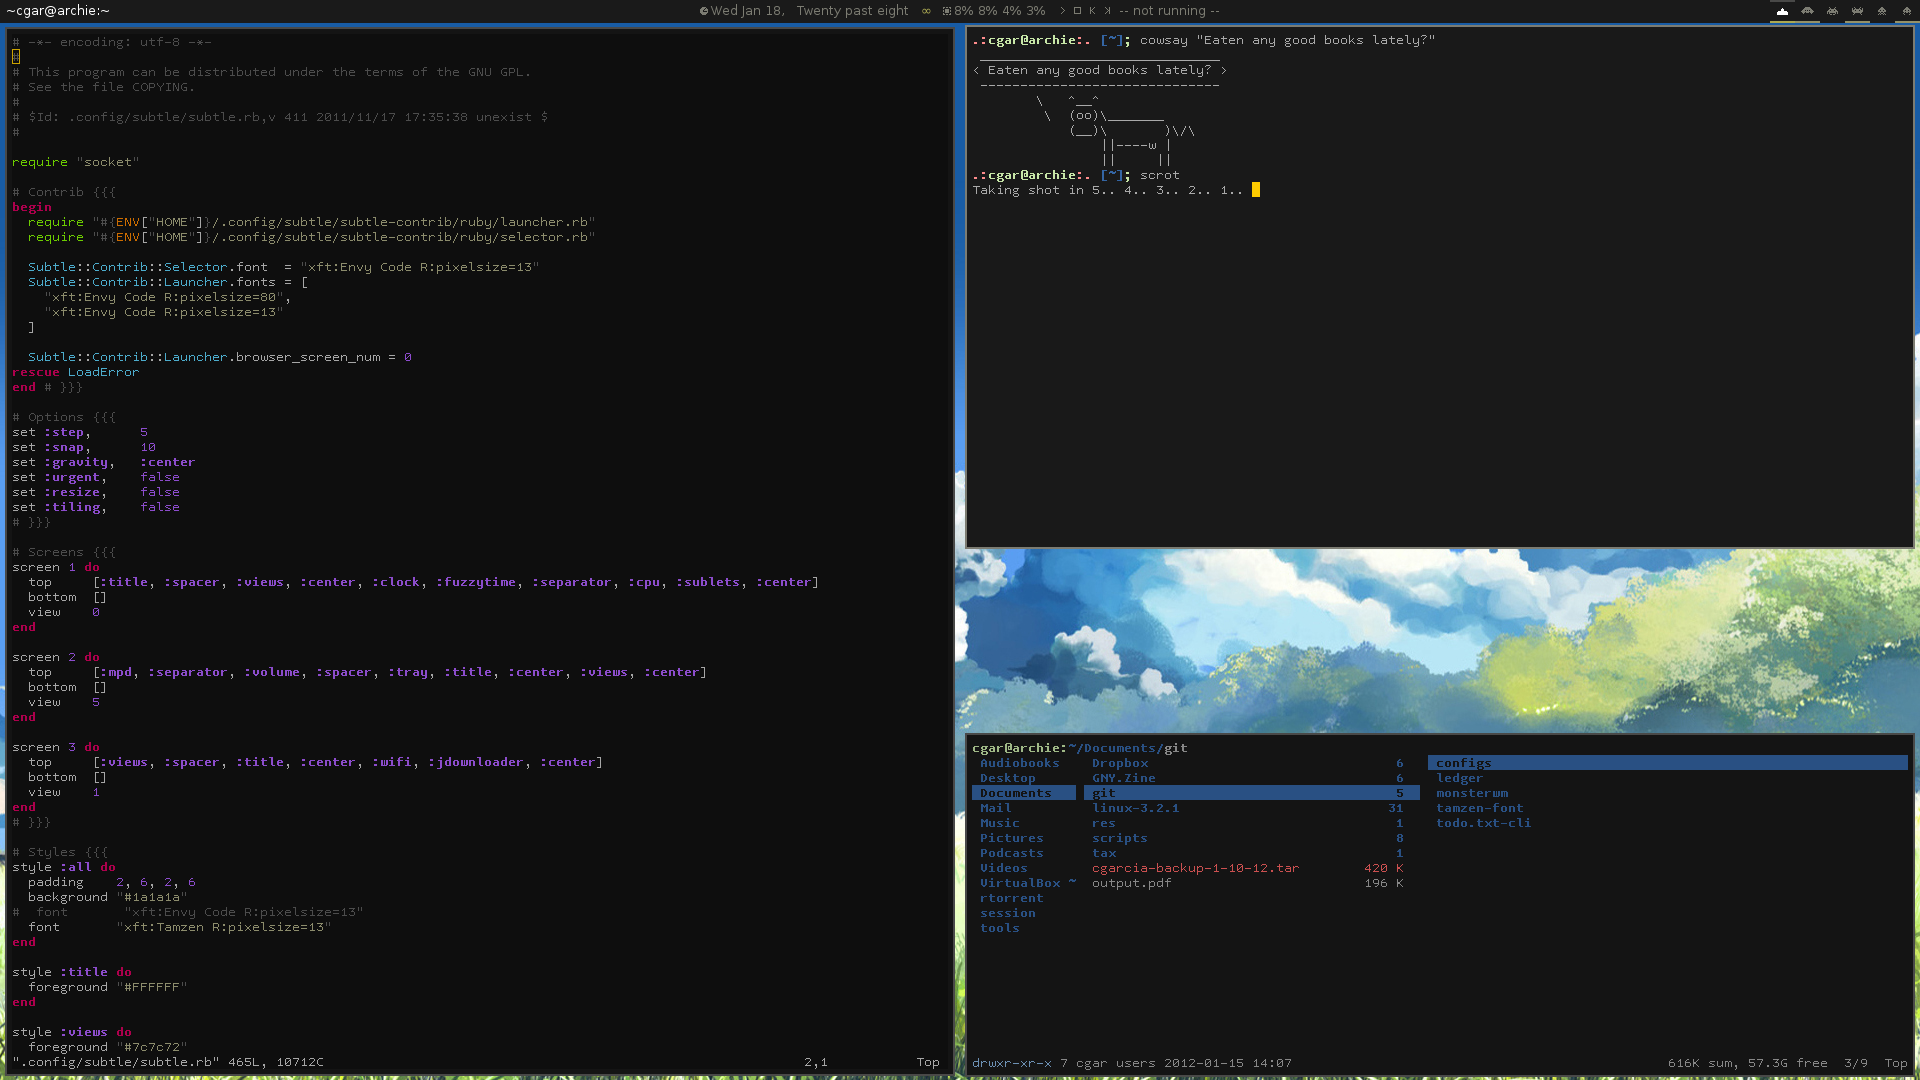 ~cgar@archie:~
Wed Jan 18, Twenty past eight ∞ 8% 8% 4% 3% -- not running --
# -*- encoding: utf-8 -*-
#
# This program can be distributed under the terms of the GNU GPL.
# See the file COPYING.
#
# $Id: .config/subtle/subtle.rb,v 411 2011/11/17 17:35:38 unexist $
#
require "socket"
# Contrib {{{
begin
  require "#{ENV["HOME"]}/.config/subtle/subtle-contrib/ruby/launcher.rb"
  require "#{ENV["HOME"]}/.config/subtle/subtle-contrib/ruby/selector.rb"
  Subtle::Contrib::Selector.font  = "xft:Envy Code R:pixelsize=13"
  Subtle::Contrib::Launcher.fonts = [
    "xft:Envy Code R:pixelsize=80",
    "xft:Envy Code R:pixelsize=13"
  ]
  Subtle::Contrib::Launcher.browser_screen_num = 0
rescue LoadError
end # }}}
# Options {{{
set :step,      5
set :snap,      10
set :gravity,   :center
set :urgent,    false
set :resize,    false
set :tiling,    false
# }}}
# Screens {{{
screen 1 do
  top     [:title, :spacer, :views, :center, :clock, :fuzzytime, :separator, :cpu, :sublets, :center]
  bottom  []
  view    0
end
screen 2 do
  top     [:mpd, :separator, :volume, :spacer, :tray, :title, :center, :views, :center]
  bottom  []
  view    5
end
screen 3 do
  top     [:views, :spacer, :title, :center, :wifi, :jdownloader, :center]
  bottom  []
  view    1
end
# }}}
# Styles {{{
style :all do
  padding    2, 6, 2, 6
  background "#1a1a1a"
#  font       "xft:Envy Code R:pixelsize=13"
  font       "xft:Tamzen R:pixelsize=13"
end
style :title do
  foreground "#FFFFFF"
end
style :views do
  foreground "#7c7c72"
".config/subtle/subtle.rb" 465L, 10712C 2,1 Top
.:cgar@archie:. [~]; cowsay "Eaten any good books lately?"
 ______________________________
< Eaten any good books lately? >
 ------------------------------
        \   ^__^
         \  (oo)\_______
            (__)\       )\/\
                ||----w |
                ||     ||
.:cgar@archie:. [~]; scrot
Taking shot in 5.. 4.. 3.. 2.. 1..
cgar@archie:~/Documents/git
Audiobooks Dropbox 6 configs
Desktop GNY.Zine 6 ledger
Documents git 5 monsterwm
Mail linux-3.2.1 31 tamzen-font
Music res 1 todo.txt-cli
Pictures scripts 8
Podcasts tax 1
Videos cgarcia-backup-1-10-12.tar 420 K
VirtualBox ~ output.pdf 196 K
rtorrent
session
tools
drwxr-xr-x 7 cgar users 2012-01-15 14:07 616K sum, 57.3G free 3/9 Top